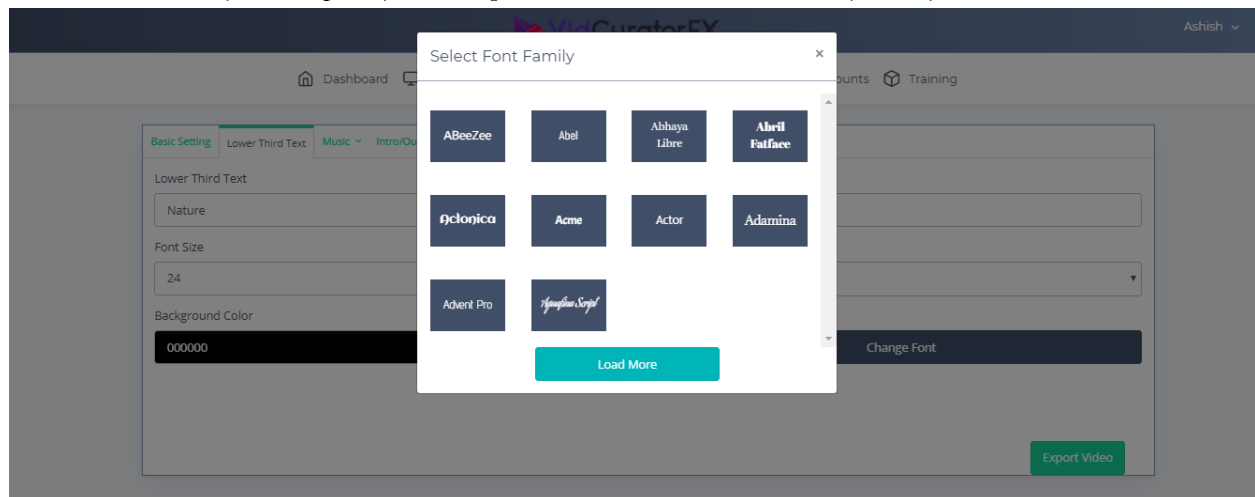 VidCuratorFX
Ashish
Select Font Family
×
Dashboard
Training
ABeeZee
Abel
Abhaya
Libre
Abril
Fatface
Basic Setting
Lower Third Text
Music
Lower Third Text
Nature
Aclonica
Acme
Actor
Adamina
Font Size
24
Advent Pro
Aguafina Script
Background Color
000000
Change Font
Load More
Export Video